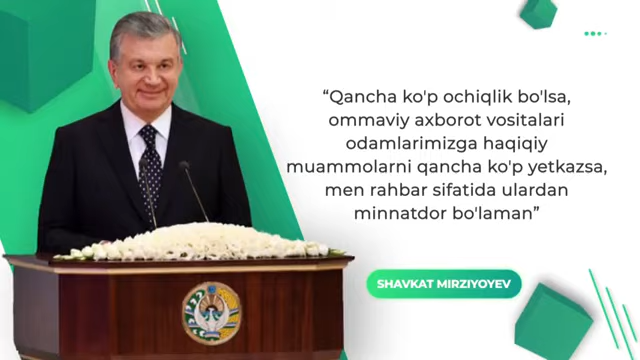 “Qancha ko'p ochiqlik bo'lsa,
ommaviy axborot vositalari
odamlarimizga haqiqiy
muammolarni qancha ko'p yetkazsa,
men rahbar sifatida ulardan
minnatdor bo'laman”
SHAVKAT MIRZIYOYEV